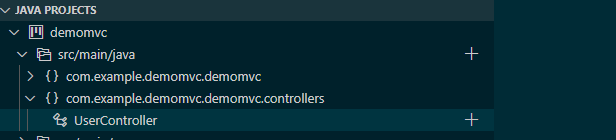 JAVA PROJECTS
demomvc
src/main/java
{} com.example.demomvc.demomvc
{} com.example.demomvc.demomvc.controllers
UserController